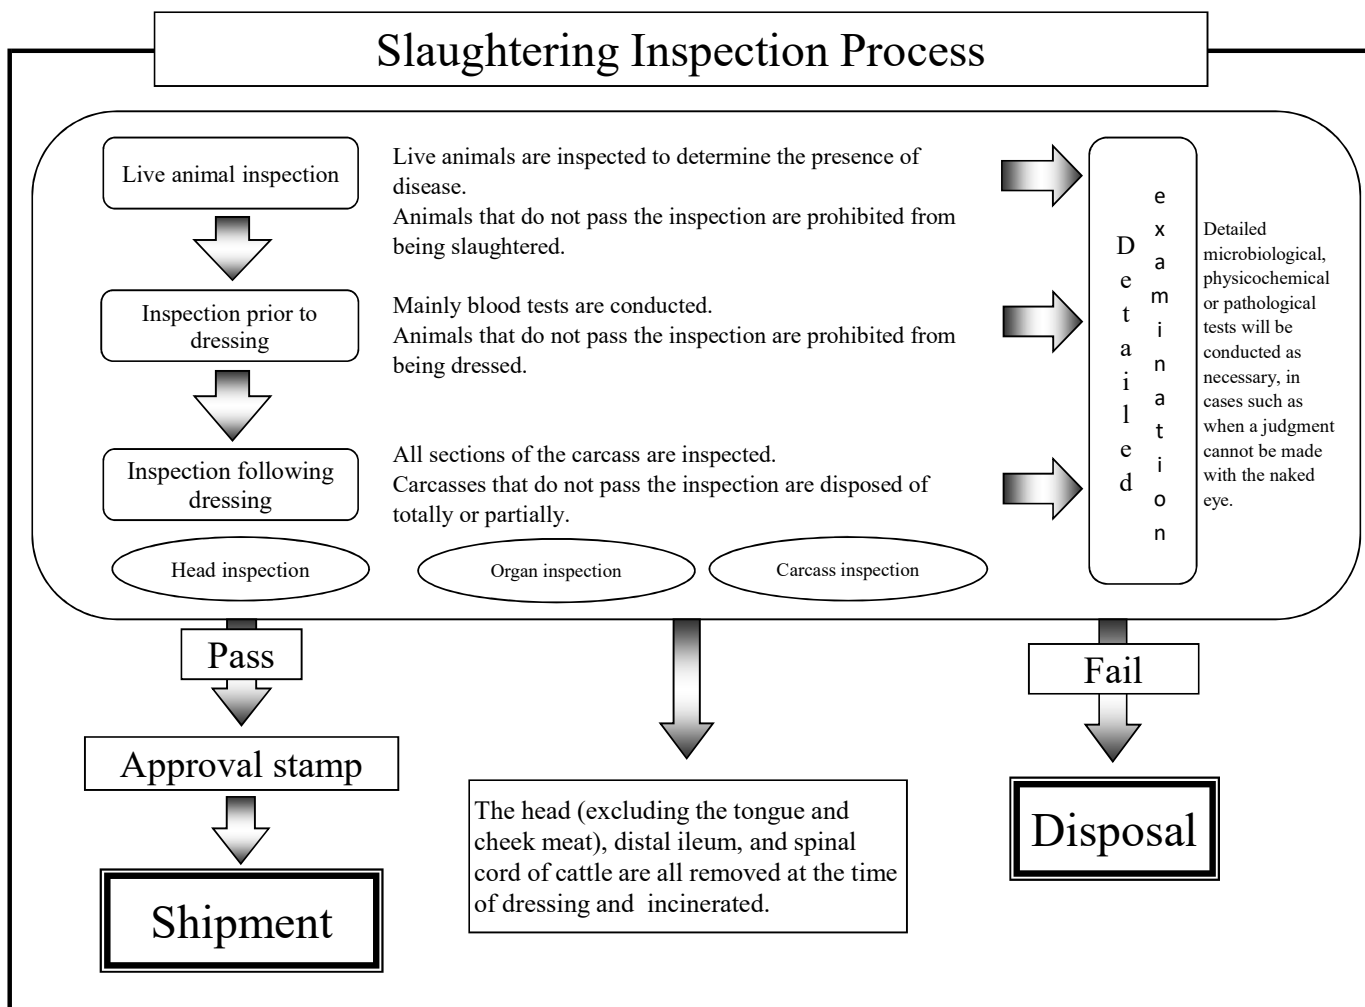 Slaughtering Inspection Process
Live animal inspection
Live animals are inspected to determine the presence of
disease.
Animals that do not pass the inspection are prohibited from
being slaughtered.
Inspection prior to
dressing
Mainly blood tests are conducted.
Animals that do not pass the inspection are prohibited from
being dressed.
Inspection following
dressing
All sections of the carcass are inspected.
Carcasses that do not pass the inspection are disposed of
totally or partially.
Head inspection
Organ inspection
Carcass inspection
Detailed
examination
Detailed
microbiological,
physicochemical
or pathological
tests will be
conducted as
necessary, in
cases such as
when a judgment
cannot be made
with the naked
eye.
Pass
Approval stamp
Shipment
The head (excluding the tongue and
cheek meat), distal ileum, and spinal
cord of cattle are all removed at the time
of dressing and incinerated.
Fail
Disposal